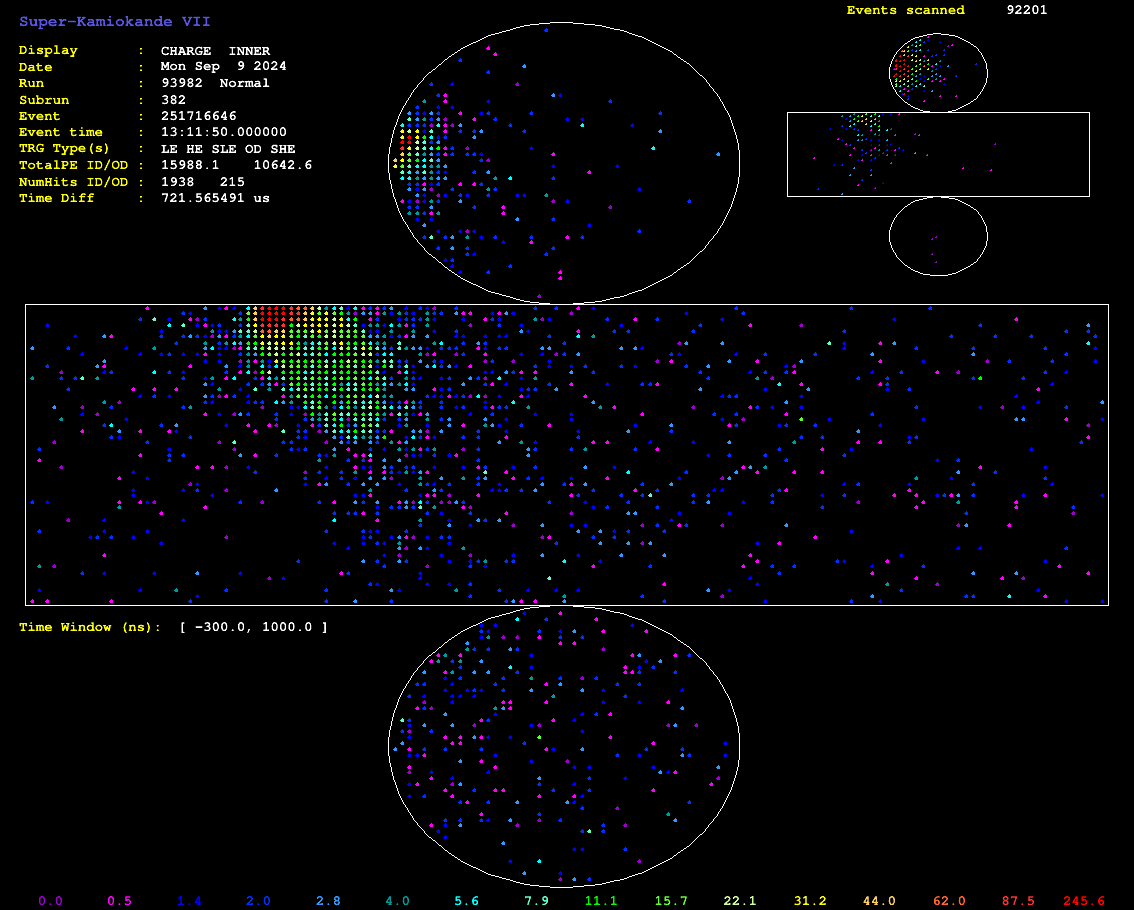 Super-Kamiokande VII
Events scanned 92201
Display : CHARGE INNER
Date : Mon Sep 9 2024
Run : 93982 Normal
Subrun : 382
Event : 251716646
Event time : 13:11:50.000000
TRG Type(s) : LE HE SLE OD SHE
TotalPE ID/OD : 15988.1 10642.6
NumHits ID/OD : 1938 215
Time Diff : 721.565491 us
Time Window (ns): [ -300.0, 1000.0 ]
0.0 0.5 1.4 2.0 2.8 4.0 5.6 7.9 11.1 15.7 22.1 31.2 44.0 62.0 87.5 245.6